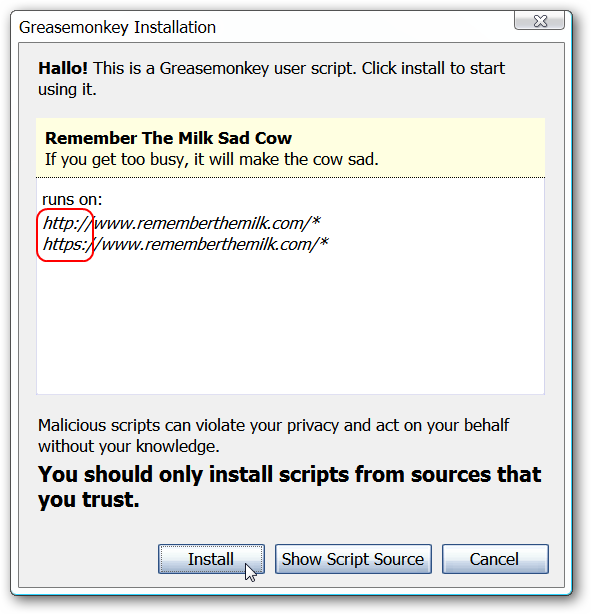 Greasemonkey Installation
Hallo! This is a Greasemonkey user script. Click install to start
using it.
Remember The Milk Sad Cow
If you get too busy, it will make the cow sad.
runs on:
http://www.rememberthemilk.com/*
https://www.rememberthemilk.com/*
Malicious scripts can violate your privacy and act on your behalf
without your knowledge.
You should only install scripts from sources that
you trust.
Install Show Script Source Cancel